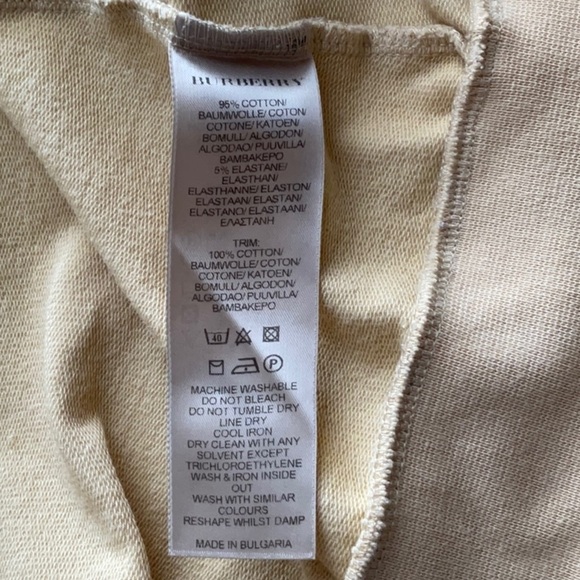 BURBERRY
95% COTTON/
BAUMWOLLE/ COTON/
COTONE/ KATOEN/
BOMULL/ ALGODON/
ALGODAO/ PUUVILLA/
BAMBAKEPO
5% ELASTANE/
ELASTHAN/
ELASTHANNE/ ELASTON/
ELASTAAN/ ELASTAN/
ELASTANO/ ELASTAANI/
ΕΛΑΣΤΑΝΗ
TRIM:
100% COTTON/
BAUMWOLLE/ COTON/
COTONE/ KATOEN/
BOMULL/ ALGODON/
ALGODAO/ PUUVILLA/
BAMBAKEPO
40
P
MACHINE WASHABLE
DO NOT BLEACH
DO NOT TUMBLE DRY
LINE DRY
COOL IRON
DRY CLEAN WITH ANY
SOLVENT EXCEPT
TRICHLOROETHYLENE
WASH & IRON INSIDE
OUT
WASH WITH SIMILAR
COLOURS
RESHAPE WHILST DAMP
MADE IN BULGARIA